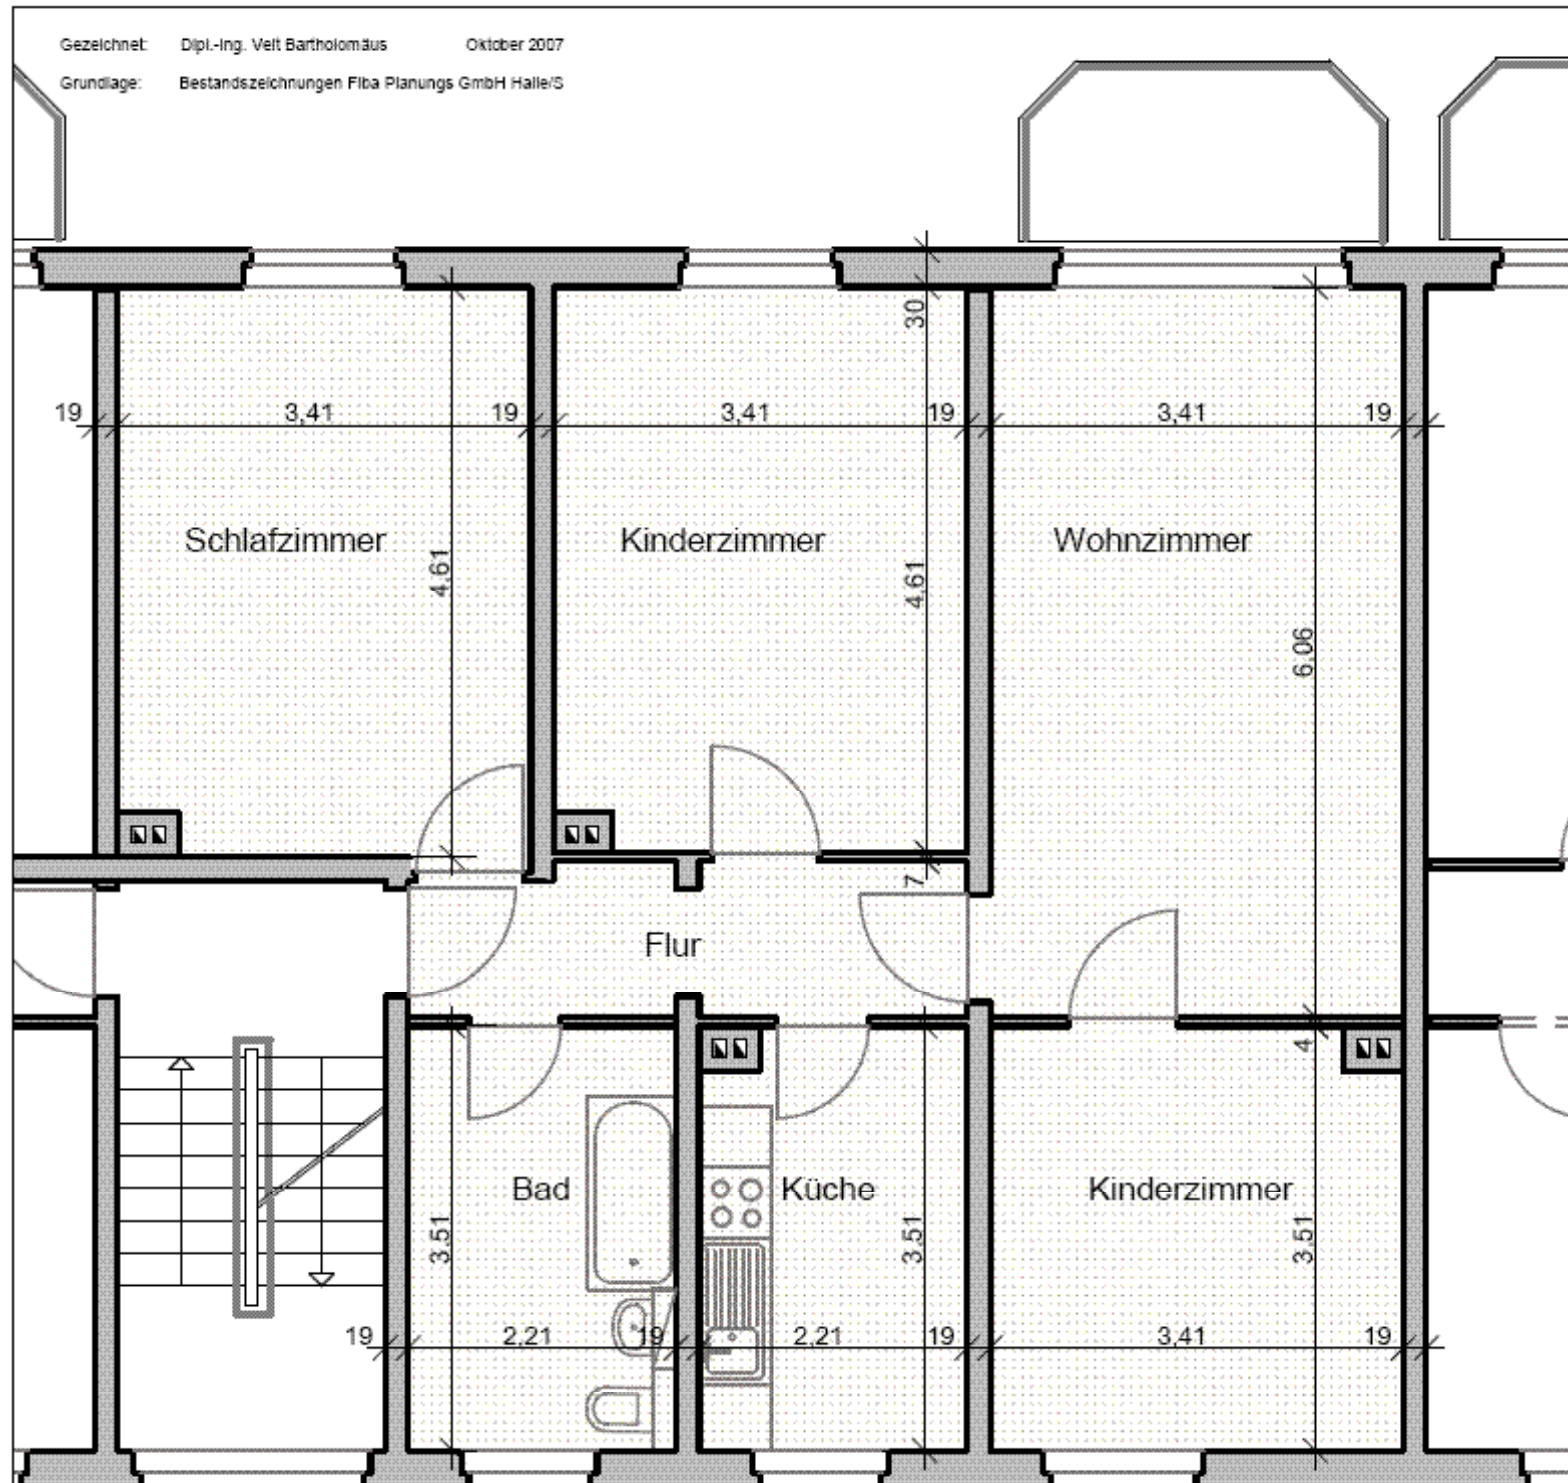 Gezeichnet: Dipl.-Ing. Veit Bartholomäus Oktober 2007
Grundlage: Bestandszeichnungen Fiba Planungs GmbH Halle/S
30
19 3,41 19 3,41 19 3,41 19
Schlafzimmer Kinderzimmer Wohnzimmer
4.61 4,61 6.06
7
Flur
4
Bad Küche Kinderzimmer
3.51 3.51 3.51
19 2,21 19 2,21 19 3,41 19